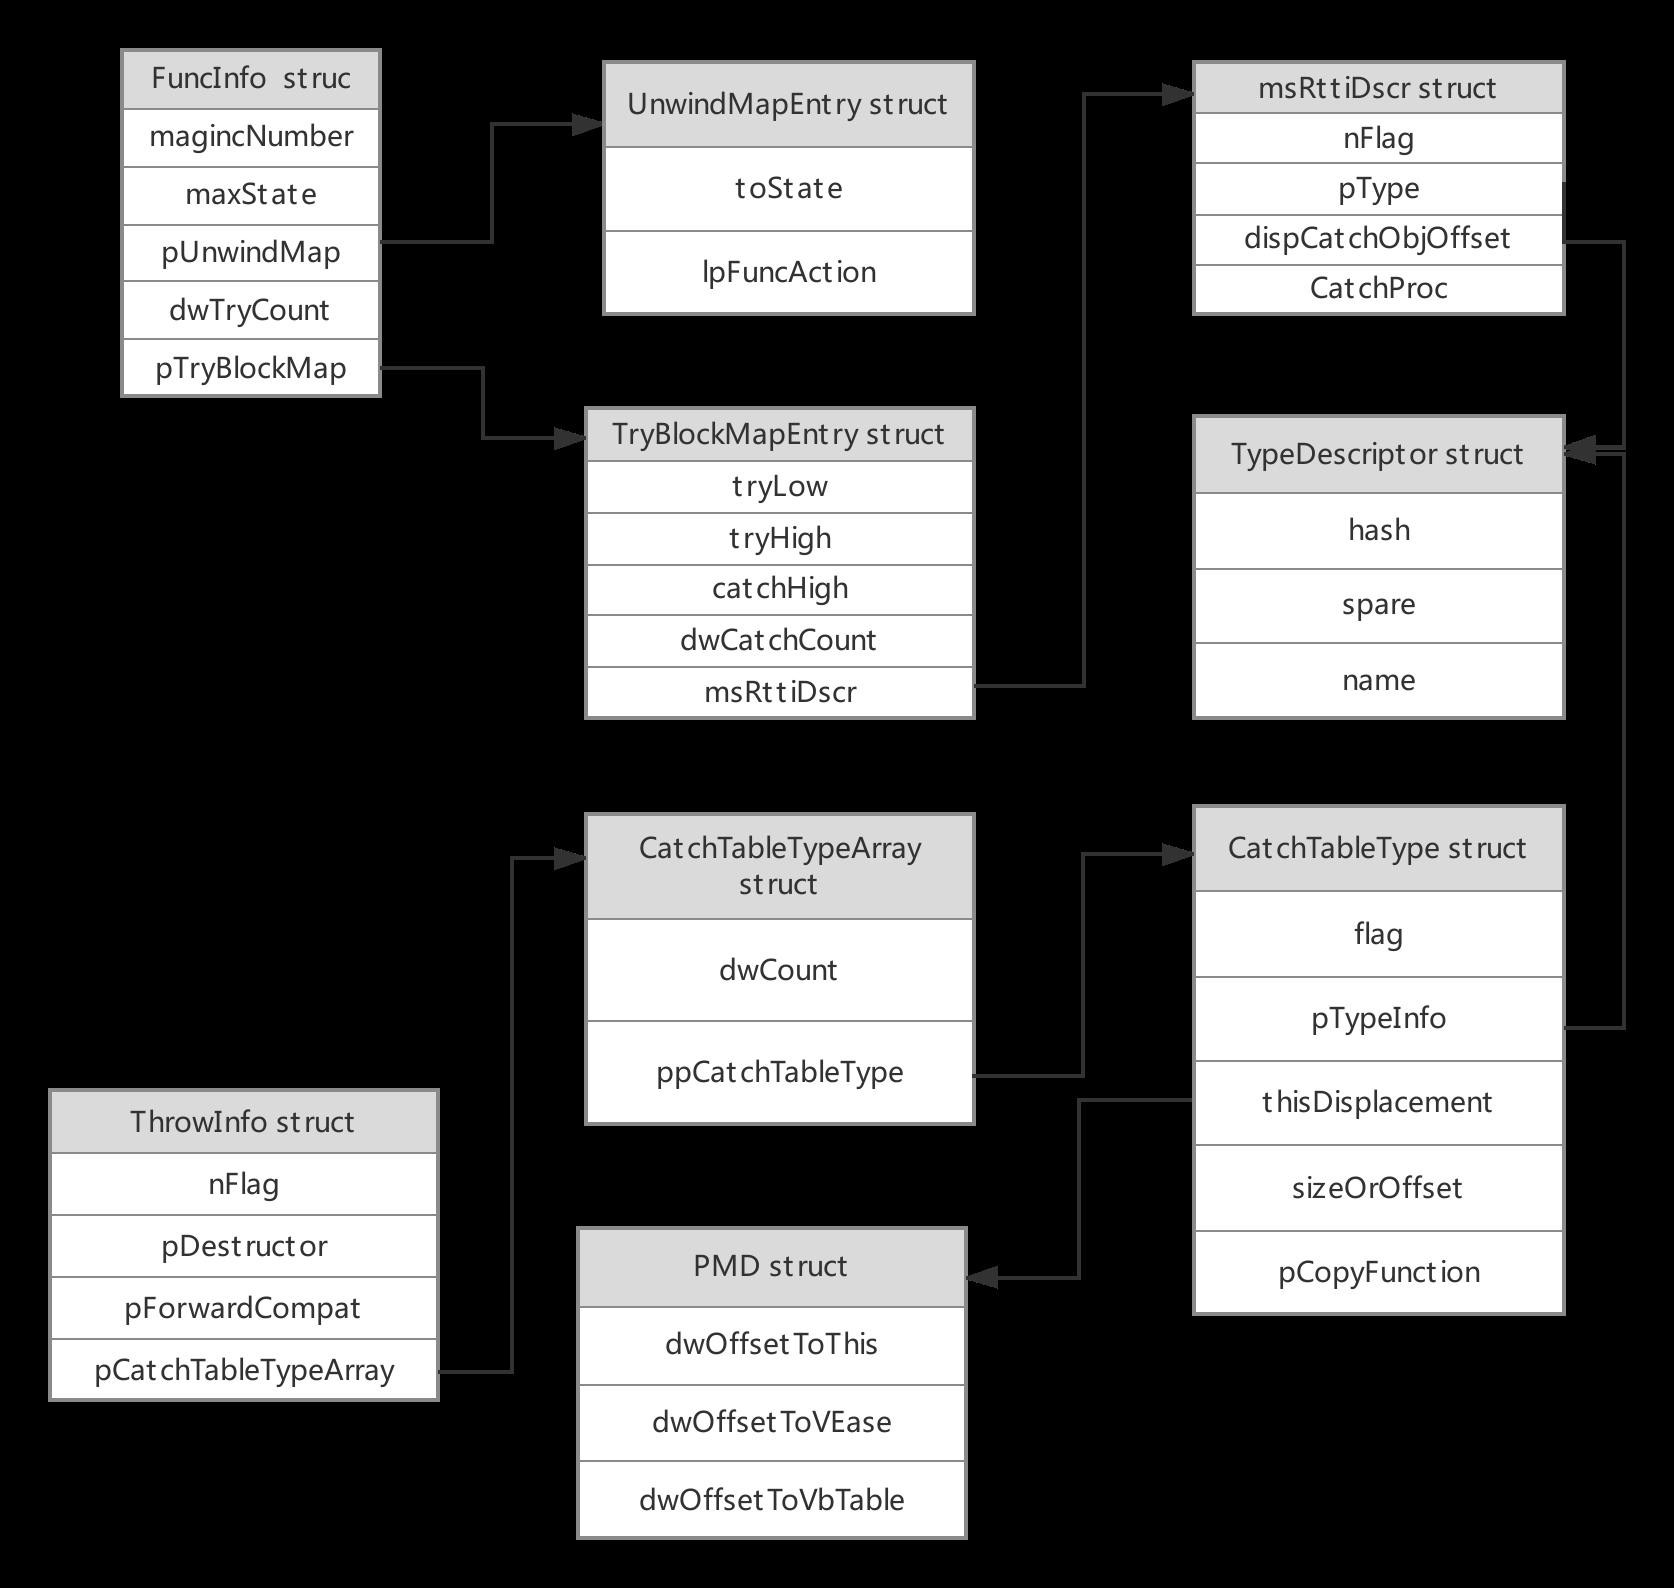 FuncInfo struc
magincNumber
maxState
pUnwindMap
dwTryCount
pTryBlockMap
UnwindMapEntry struct
toState
lpFuncAction
msRttiDscr struct
nFlag
pType
dispCatchObjOffset
CatchProc
TryBlockMapEntry struct
tryLow
tryHigh
catchHigh
dwCatchCount
msRttiDscr
TypeDescriptor struct
hash
spare
name
CatchTableTypeArray
struct
dwCount
ppCatchTableType
CatchTableType struct
flag
pTypeInfo
thisDisplacement
sizeOrOffset
pCopyFunction
ThrowInfo struct
nFlag
pDestructor
pForwardCompat
pCatchTableTypeArray
PMD struct
dwOffsetToThis
dwOffsetToVEase
dwOffsetToVbTable